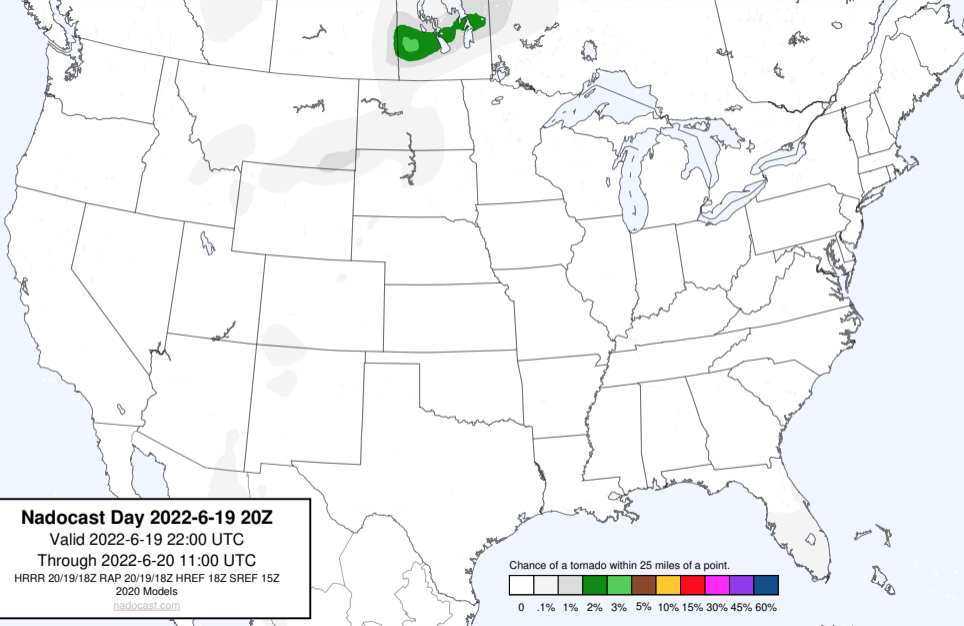 Nadocast Day 2022-6-19 20Z
Valid 2022-6-19 22:00 UTC
Through 2022-6-20 11:00 UTC
HRRR 20/19/18Z RAP 20/19/18Z HREF 18Z SREF 15Z
2020 Models
nadocast.com
Chance of a tornado within 25 miles of a point.
0 .1% 1% 2% 3% 5% 10% 15% 30% 45% 60%